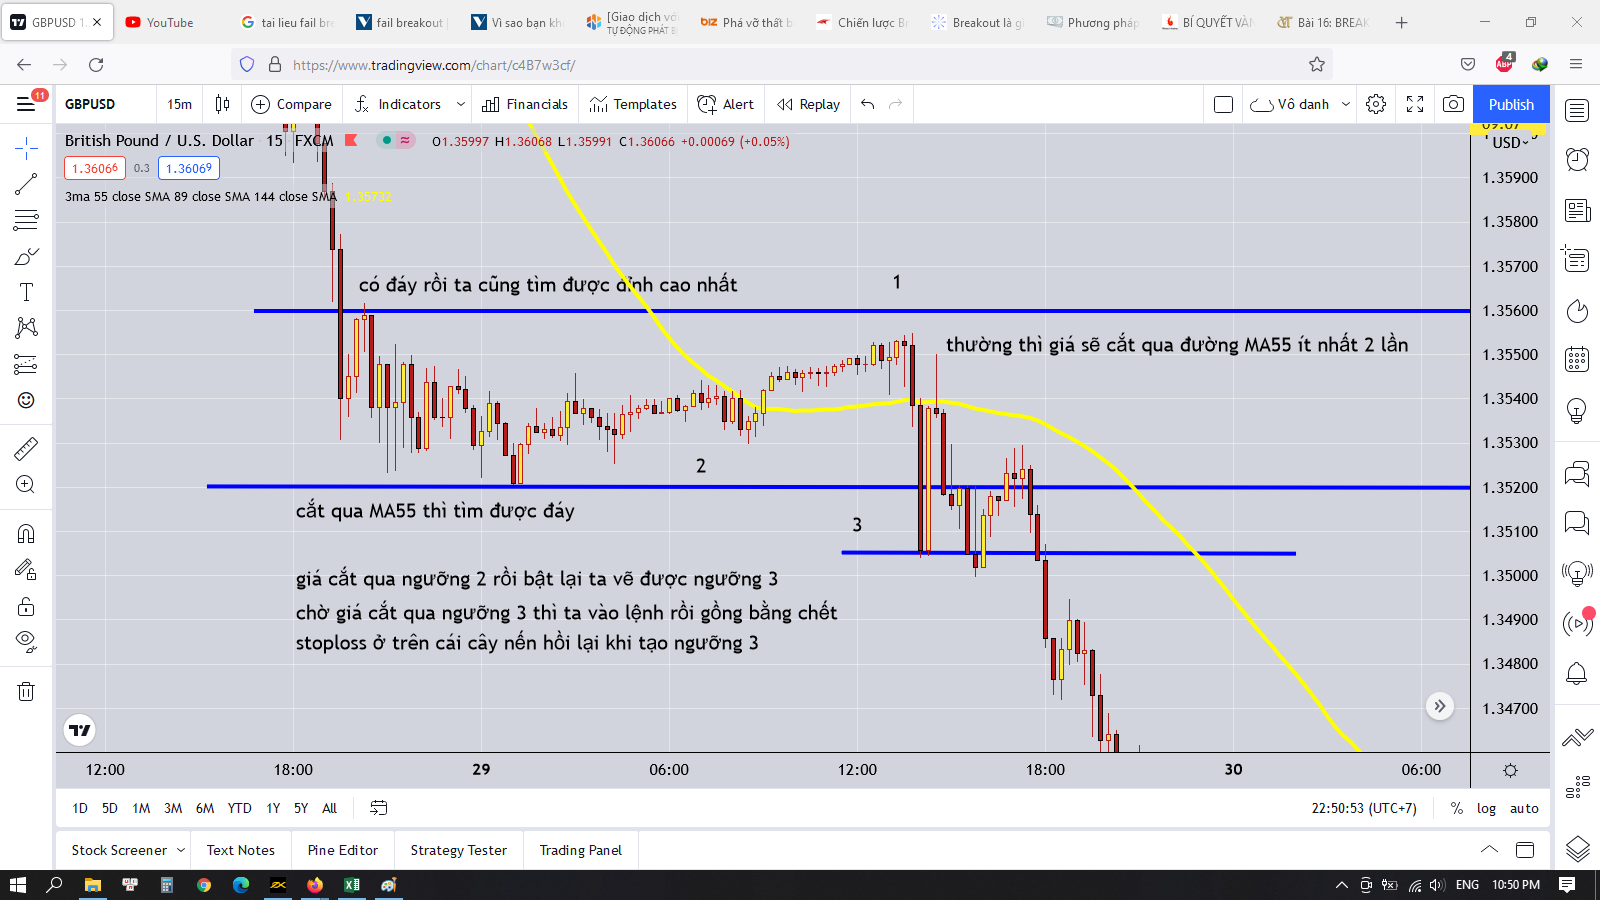 GBPUSD 1.
YouTube
tai lieu fail bre
fail breakout |
Vì sao bạn kh
[Giao dịch với
TỰ ĐỘNG PHÁT
Phá vỡ thất b
Chiến lược Br
Breakout là gì
Phương pháp
BÍ QUYẾT VÀN
Bài 16: BREAK
https://www.tradingview.com/chart/c4B7w3cf/
ABP
4
11
GBPUSD
15m
Compare
Indicators
Financials
Templates
Alert
Replay
Vô danh
Publish
British Pound / U.S. Dollar 15 FXCM
O1.35997 H1.36068 L1.35991 C1.36066 +0.00069 (+0.05%)
1.36066
0.3
1.36069
3ma 55 close SMA 89 close SMA 144 close SMA 1.35732
09:07
USD
1.35900
1.35800
1.35700
1.35600
1.35500
1.35400
1.35300
1.35200
1.35100
1.35000
1.34900
1.34800
1.34700
có đáy rồi ta cũng tìm được đỉnh cao nhất
1
thường thì giá sẽ cắt qua đường MA55 ít nhất 2 lần
2
cắt qua MA55 thì tìm được đáy
3
giá cắt qua ngưỡng 2 rồi bật lại ta vẽ được ngưỡng 3
chờ giá cắt qua ngưỡng 3 thì ta vào lệnh rồi gồng bằng chết
stoploss ở trên cái cây nến hồi lại khi tạo ngưỡng 3
12:00
18:00
29
06:00
12:00
18:00
30
06:00
1D
5D
1M
3M
6M
YTD
1Y
5Y
All
22:50:53 (UTC+7)
%
log
auto
Stock Screener
Text Notes
Pine Editor
Strategy Tester
Trading Panel
ENG
10:50 PM